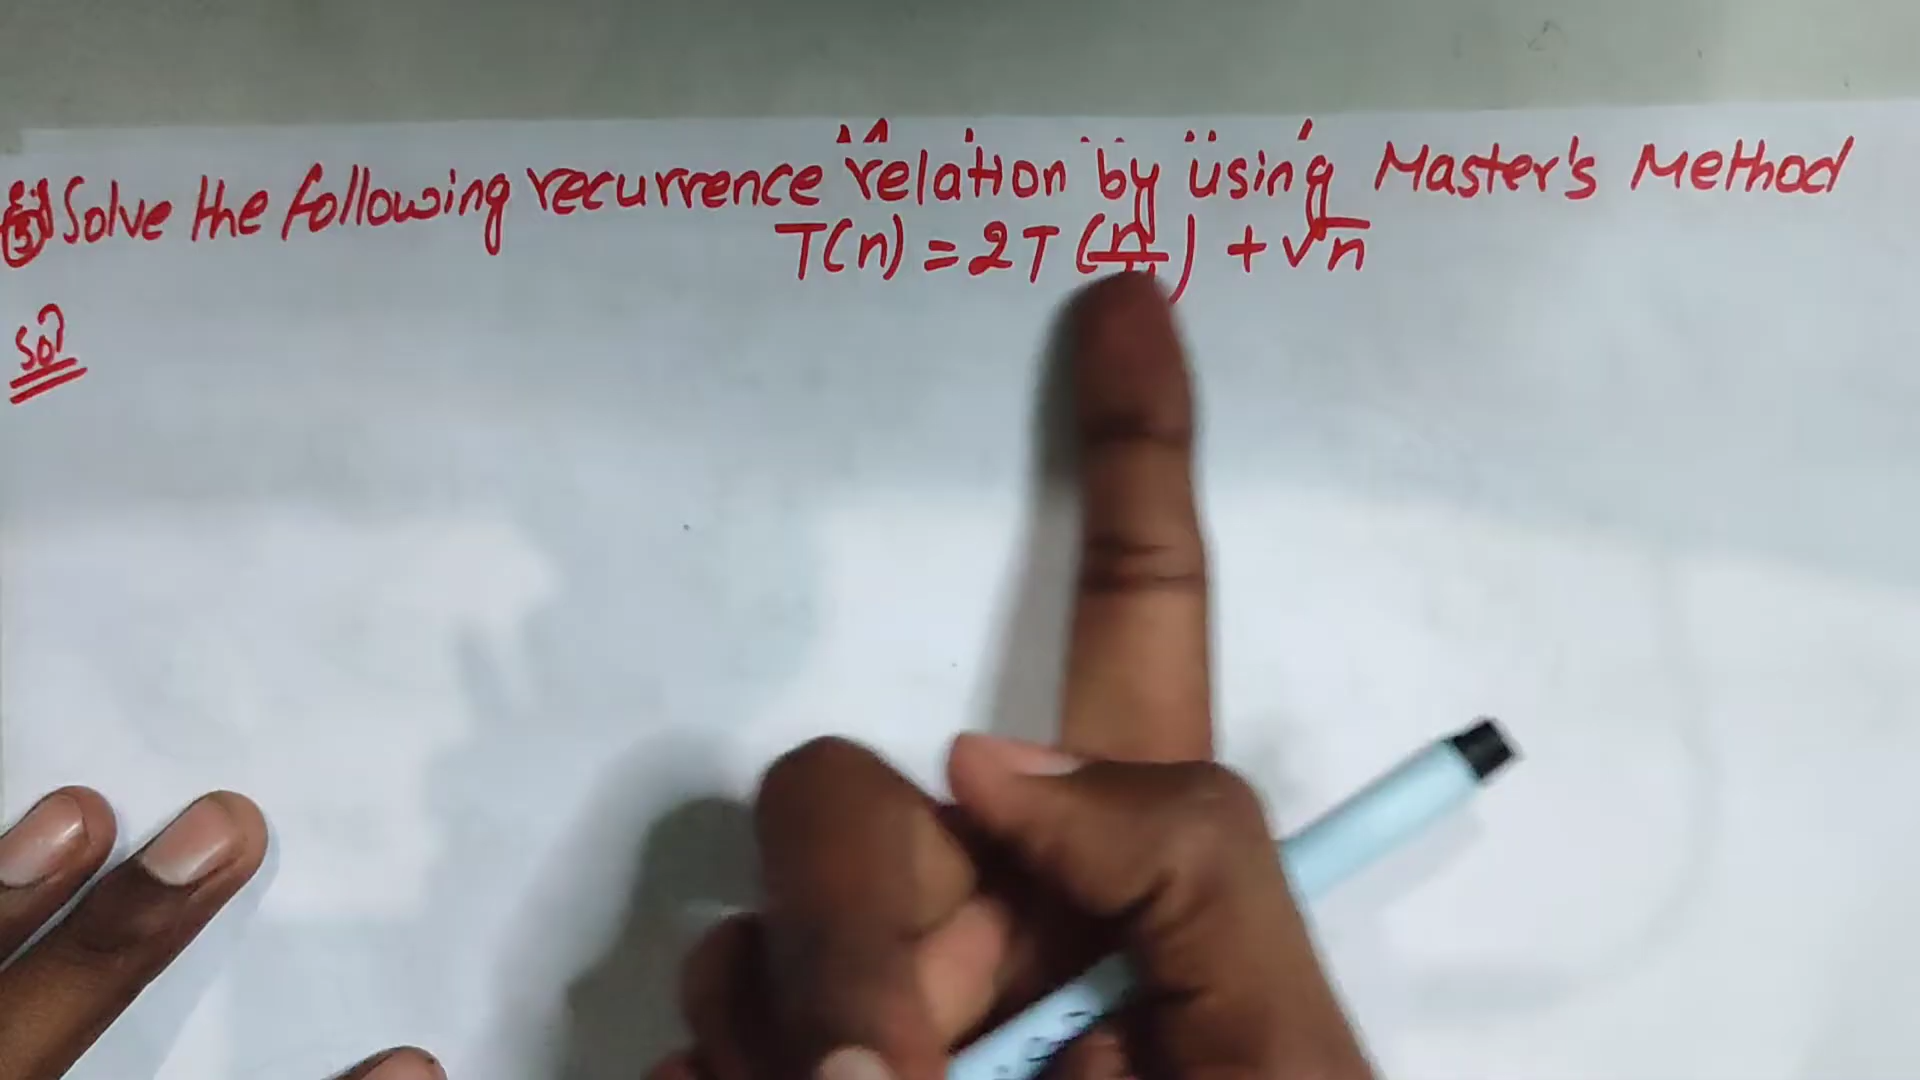 Solve the following recurrence relation by using Master's Method
T(n) = 2T (n ) + √n
Sol